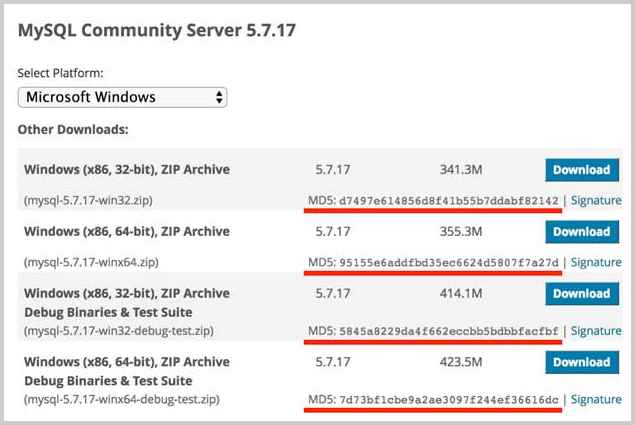 MySQL Community Server 5.7.17
Select Platform:
Microsoft Windows
Other Downloads:
Windows (x86, 32-bit), ZIP Archive 5.7.17 341.3M Download
(mysql-5.7.17-win32.zip) MD5: d7497e614856d8f41b55b7ddabf82142 | Signature
Windows (x86, 64-bit), ZIP Archive 5.7.17 355.3M Download
(mysql-5.7.17-winx64.zip) MD5: 95155e6addfbd35ec6624d5807f7a27d | Signature
Windows (x86, 32-bit), ZIP Archive 5.7.17 414.1M Download
Debug Binaries & Test Suite
(mysql-5.7.17-win32-debug-test.zip) MD5: 5845a8229da4f662eccbb5bdbbfacfbf | Signature
Windows (x86, 64-bit), ZIP Archive 5.7.17 423.5M Download
Debug Binaries & Test Suite
(mysql-5.7.17-winx64-debug-test.zip) MD5: 7d73bf1cbe9a2ae3097f244ef36616dc | Signature